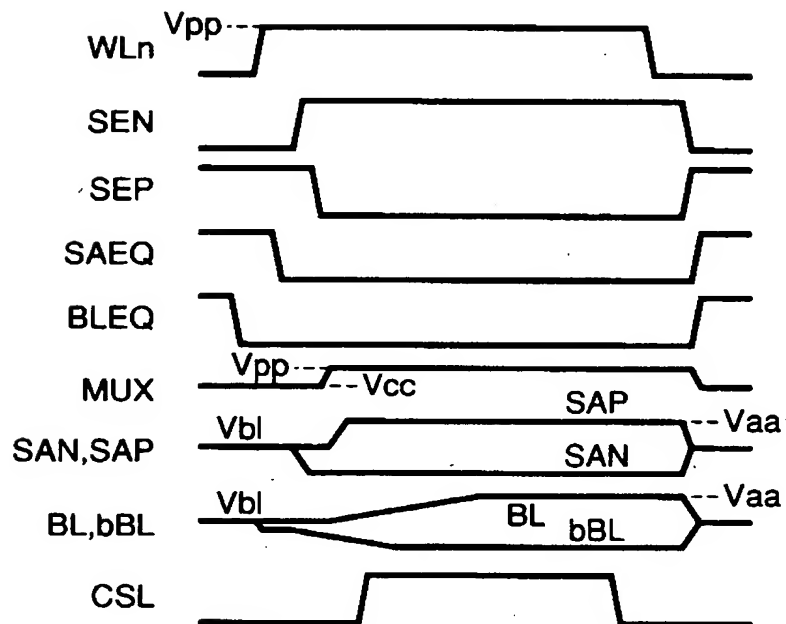 Vpp
WLn
SEN
SEP
SAEQ
BLEQ
Vpp
MUX
Vcc
SAP
Vbl
Vaa
SAN,SAP
SAN
Vbl
Vaa
BL
BL,bBL
bBL
CSL